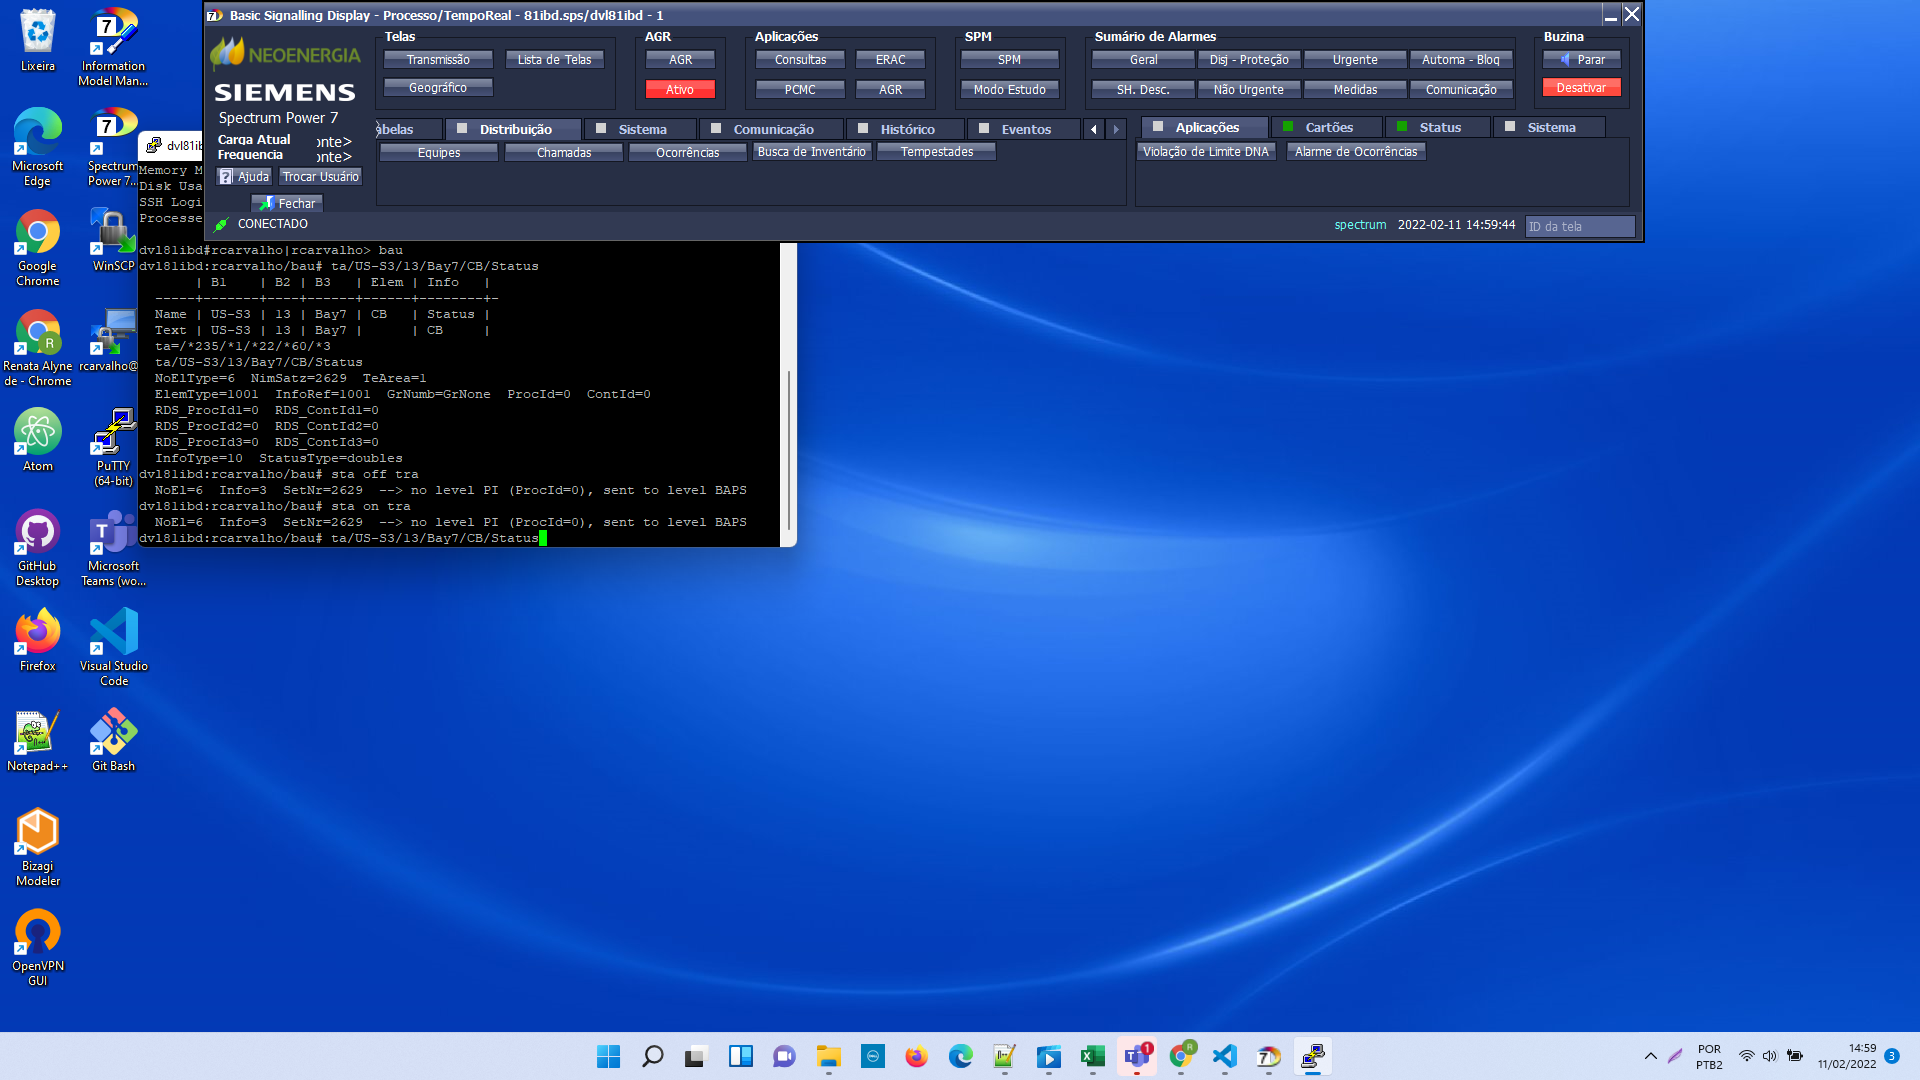 Lixeira
Information
Model Man...
Microsoft
Edge
Spectrum
Power 7...
Google
Chrome
WinSCP
Renata Alyne
de - Chrome
rcarvalho@
Atom
PuTTY
(64-bit)
GitHub
Desktop
Microsoft
Teams (wo...
Firefox
Visual Studio
Code
Notepad++
Git Bash
Bizagi
Modeler
OpenVPN
GUI
Basic Signalling Display - Processo/TempoReal - 81ibd.sps/dvl81ibd - 1
NEOENERGIA
SIEMENS
Spectrum Power 7
Carga Atual onte>
Frequencia onte>
Ajuda Trocar Usuário
Fechar
CONECTADO
Telas
Transmissão Lista de Telas
Geográfico
AGR
AGR
Ativo
Aplicações
Consultas ERAC
PCMC AGR
SPM
SPM
Modo Estudo
Sumário de Alarmes
Geral Disj - Proteção Urgente Automa - Bloq
SH. Desc. Não Urgente Medidas Comunicação
Buzina
Parar
Desativar
abelas Distribuição Sistema Comunicação Histórico Eventos
Equipes Chamadas Ocorrências Busca de Inventário Tempestades
Aplicações Cartões Status Sistema
Violação de Limite DNA Alarme de Ocorrências
spectrum 2022-02-11 14:59:44 ID da tela
dvl81ib
Memory M
Disk Usa
SSH Logi
Processe
dvl81ibd#rcarvalho|rcarvalho> bau
dvl81ibd:rcarvalho/bau# ta/US-S3/13/Bay7/CB/Status
| B1 | B2 | B3 | Elem | Info |
-----+-------+----+------+------+--------+-
Name | US-S3 | 13 | Bay7 | CB | Status |
Text | US-S3 | 13 | Bay7 | | CB |
ta=/*235/*1/*22/*60/*3
ta/US-S3/13/Bay7/CB/Status
NoElType=6 NimSatz=2629 TeArea=1
ElemType=1001 InfoRef=1001 GrNumb=GrNone ProcId=0 ContId=0
RDS_ProcId1=0 RDS_ContId1=0
RDS_ProcId2=0 RDS_ContId2=0
RDS_ProcId3=0 RDS_ContId3=0
InfoType=10 StatusType=doubles
dvl81ibd:rcarvalho/bau# sta off tra
NoEl=6 Info=3 SetNr=2629 --> no level PI (ProcId=0), sent to level BAPS
dvl81ibd:rcarvalho/bau# sta on tra
NoEl=6 Info=3 SetNr=2629 --> no level PI (ProcId=0), sent to level BAPS
dvl81ibd:rcarvalho/bau# ta/US-S3/13/Bay7/CB/Status
POR
PTB2
14:59
11/02/2022
3